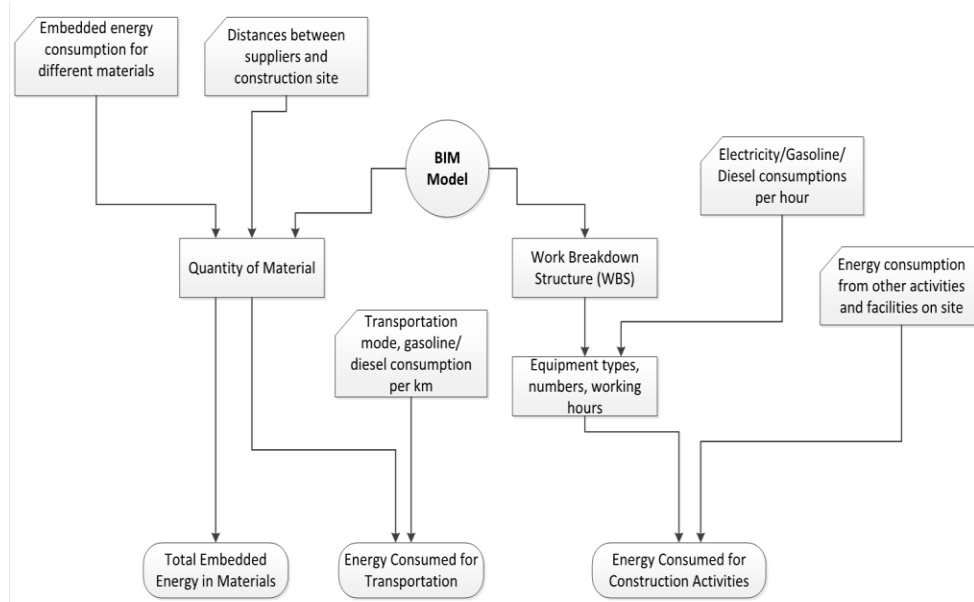 Embedded energy
consumption for
different materials
Distances between
suppliers and
construction site
BIM
Model
Electricity/Gasoline/
Diesel consumptions
per hour
Quantity of Material
Work Breakdown
Structure (WBS)
Energy consumption
from other activities
and facilities on site
Transportation
mode, gasoline/
diesel consumption
per km
Equipment types,
numbers, working
hours
Total Embedded
Energy in Materials
Energy Consumed for
Transportation
Energy Consumed for
Construction Activities